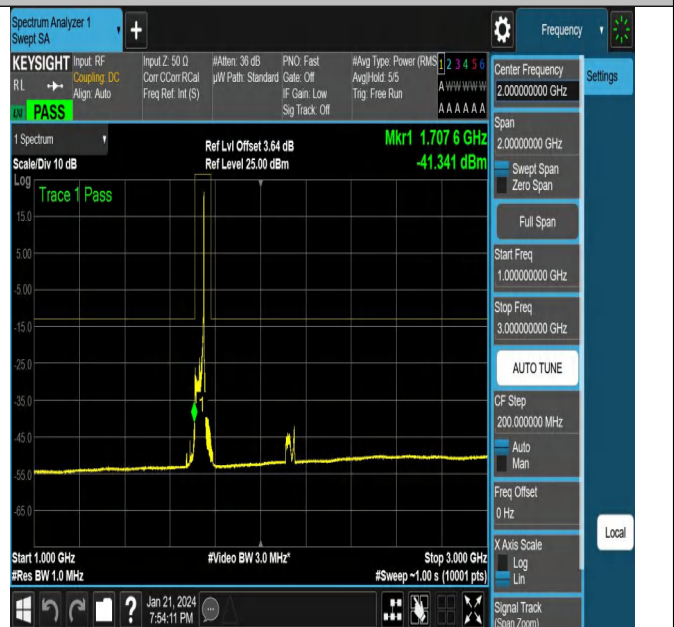 Spectrum Analyzer 1
Swept SA
Frequency
KEYSIGHT
RL
PASS
Input: RF
Coupling: DC
Align: Auto
Input Z: 50 Ω
Corr CCorr RCal
Freq Ref: Int (S)
#Atten: 36 dB
µW Path: Standard
PNO: Fast
Gate: Off
IF Gain: Low
Sig Track: Off
#Avg Type: Power (RMS
Avg|Hold: 5/5
Trig: Free Run
1 2 3 4 5 6
A W W W W W
A A A A A A
1 Spectrum
Scale/Div 10 dB
Ref Lvl Offset 3.64 dB
Ref Level 25.00 dBm
Mkr1 1.707 6 GHz
-41.341 dBm
Log
Trace 1 Pass
15.0
5.00
-5.00
-15.0
-25.0
-35.0
-45.0
-55.0
-65.0
Start 1.000 GHz
#Res BW 1.0 MHz
#Video BW 3.0 MHz*
Stop 3.000 GHz
#Sweep ~1.00 s (10001 pts)
Jan 21, 2024
7:54:11 PM
Center Frequency
2.000000000 GHz
Span
2.00000000 GHz
Swept Span
Zero Span
Full Span
Start Freq
1.000000000 GHz
Stop Freq
3.000000000 GHz
AUTO TUNE
CF Step
200.000000 MHz
Auto
Man
Freq Offset
0 Hz
X Axis Scale
Log
Lin
Signal Track
(Span Zoom)
Settings
Local